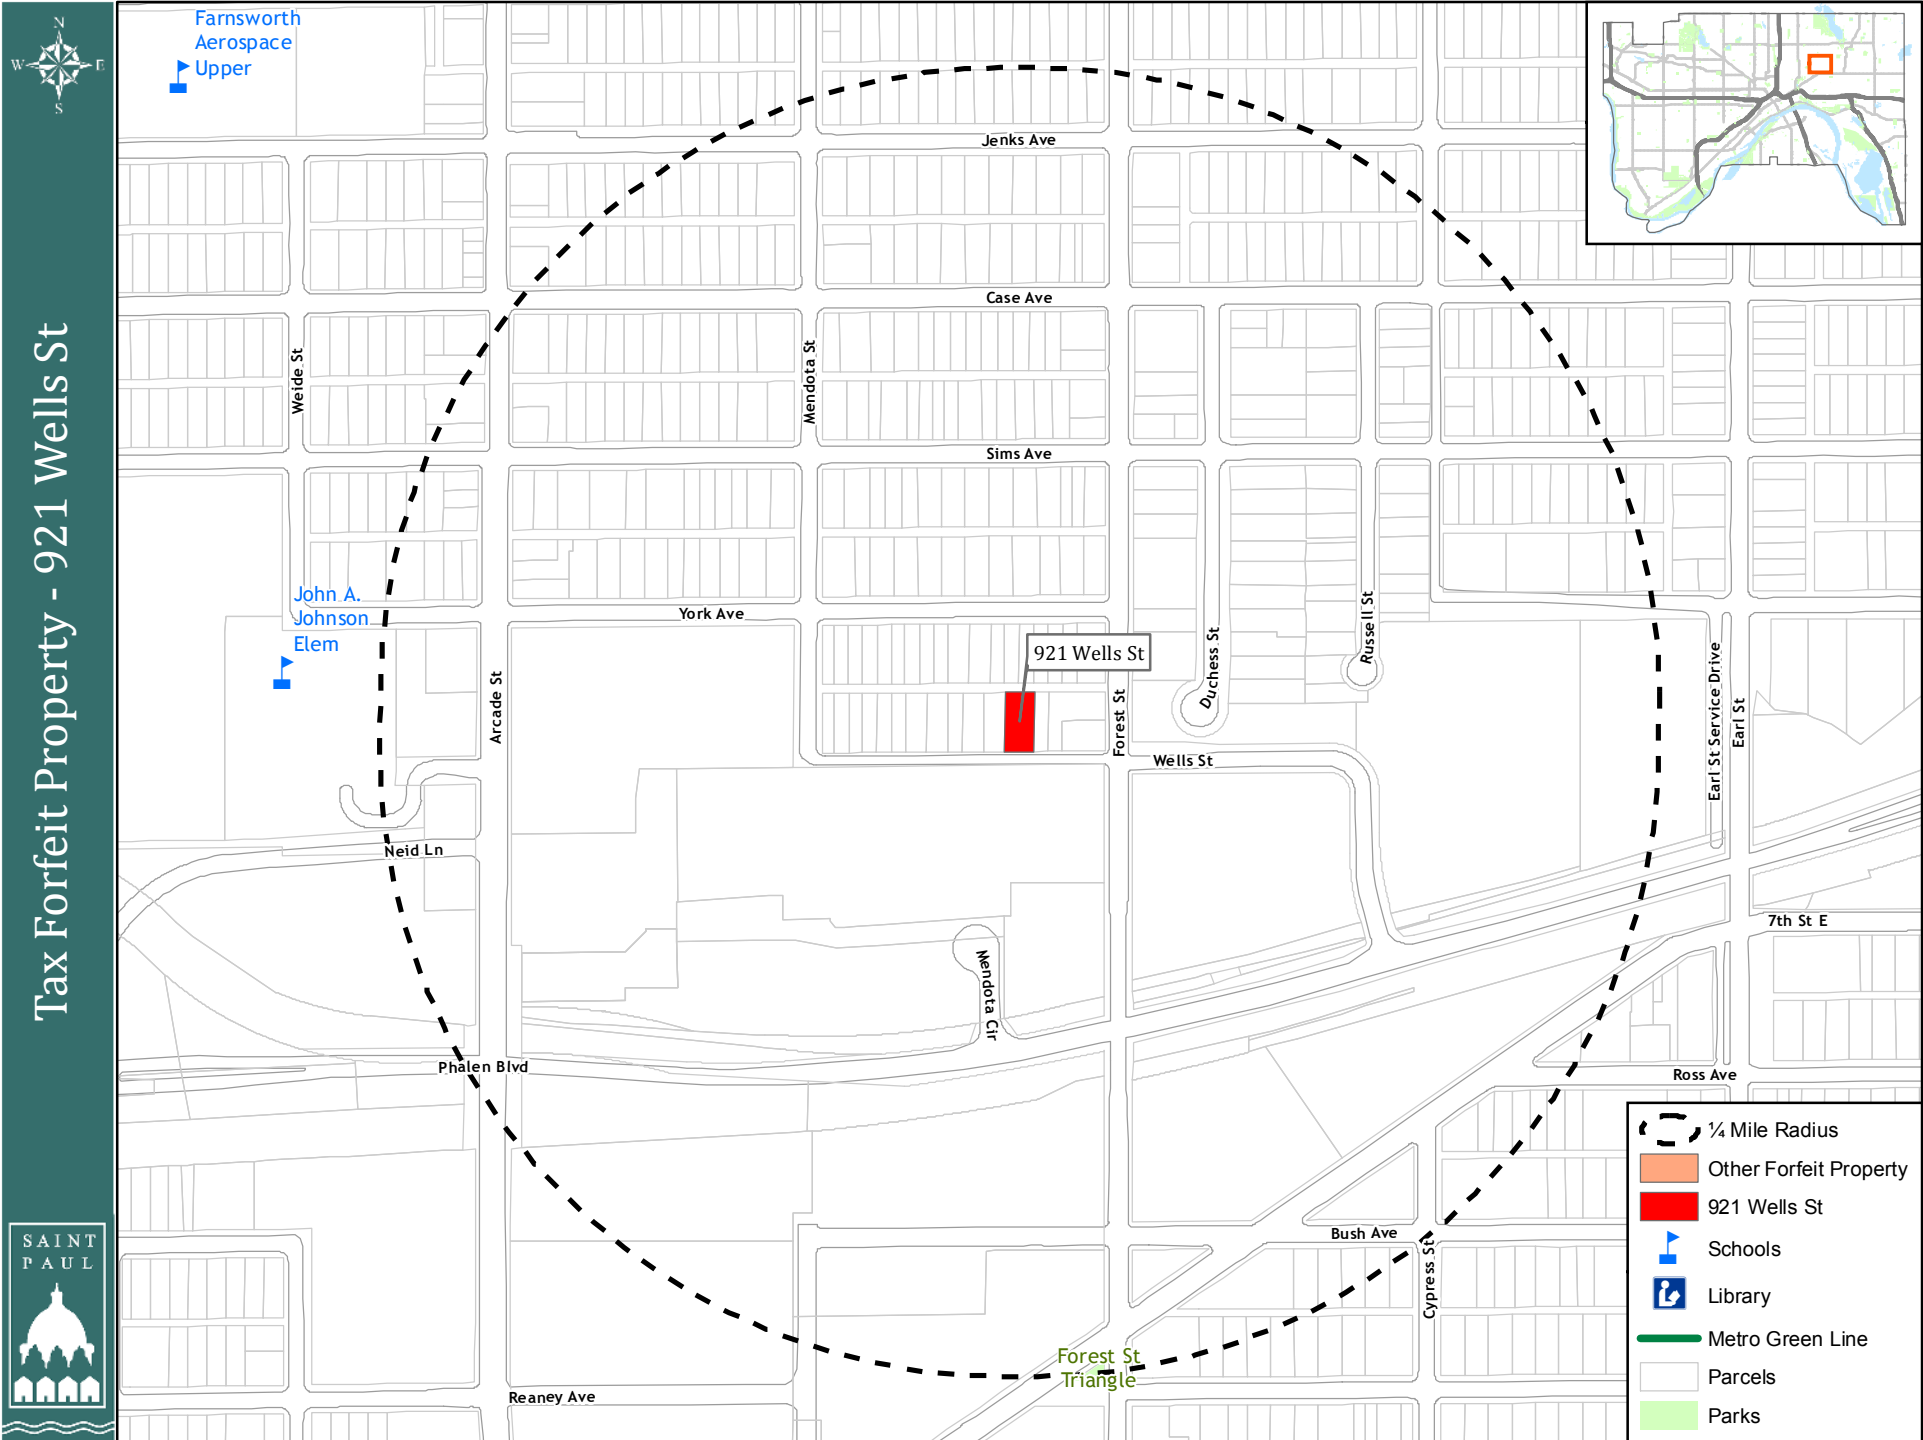 N
W
E
S
Tax Forfeit Property - 921 Wells St
SAINT
PAUL
Farnsworth
Aerospace
Upper
Jenks Ave
Case Ave
Weide St
Mendota St
Sims Ave
John A.
Johnson
Elem
York Ave
921 Wells St
Arcade St
Forest St
Duchess St
Russell St
Earl St Service Drive
Earl St
Wells St
Neid Ln
7th St E
Mendota Cir
Phalen Blvd
Ross Ave
Bush Ave
Cypress St
Forest St
Triangle
Reaney Ave
¼ Mile Radius
Other Forfeit Property
921 Wells St
Schools
Library
Metro Green Line
Parcels
Parks